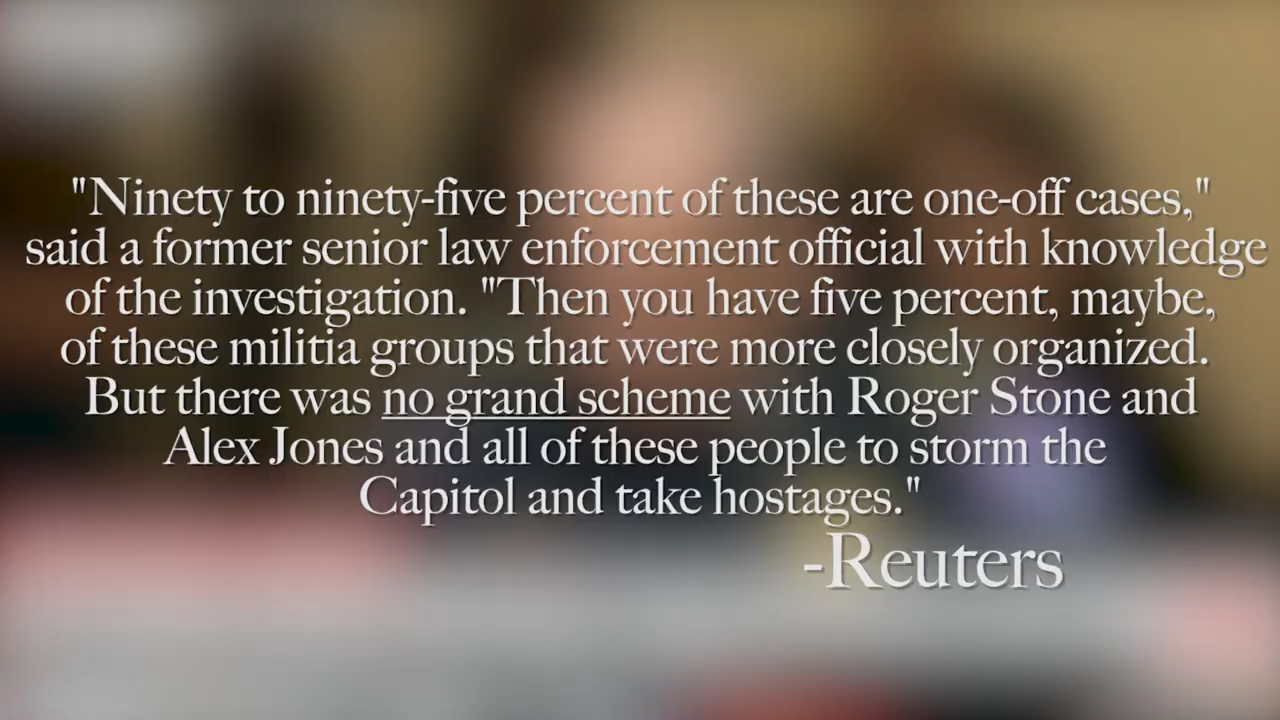 "Ninety to ninety-five percent of these are one-off cases,"
said a former senior law enforcement official with knowledge
of the investigation. "Then you have five percent, maybe,
of these militia groups that were more closely organized.
But there was no grand scheme with Roger Stone and
Alex Jones and all of these people to storm the
Capitol and take hostages."
-Reuters